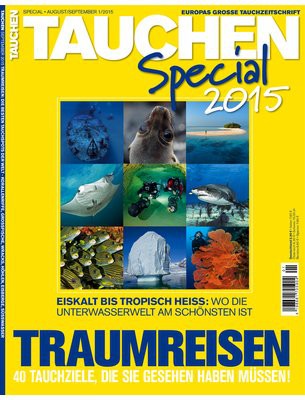 SPECIAL • AUGUST/SEPTEMBER 1/2015
EUROPAS GROSSE TAUCHZEITSCHRIFT
TAUCHEN
Special
2015
EISKALT BIS TROPISCH HEISS: WO DIE
UNTERWASSERWELT AM SCHÖNSTEN IST
TRAUMREISEN
40 TAUCHZIELE, DIE SIE GESEHEN HABEN MÜSSEN!
TAUCHEN